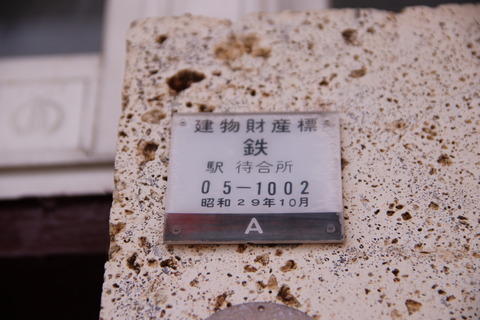 建物財産標
鉄
駅 待合所
05-1002
昭和29年10月
A